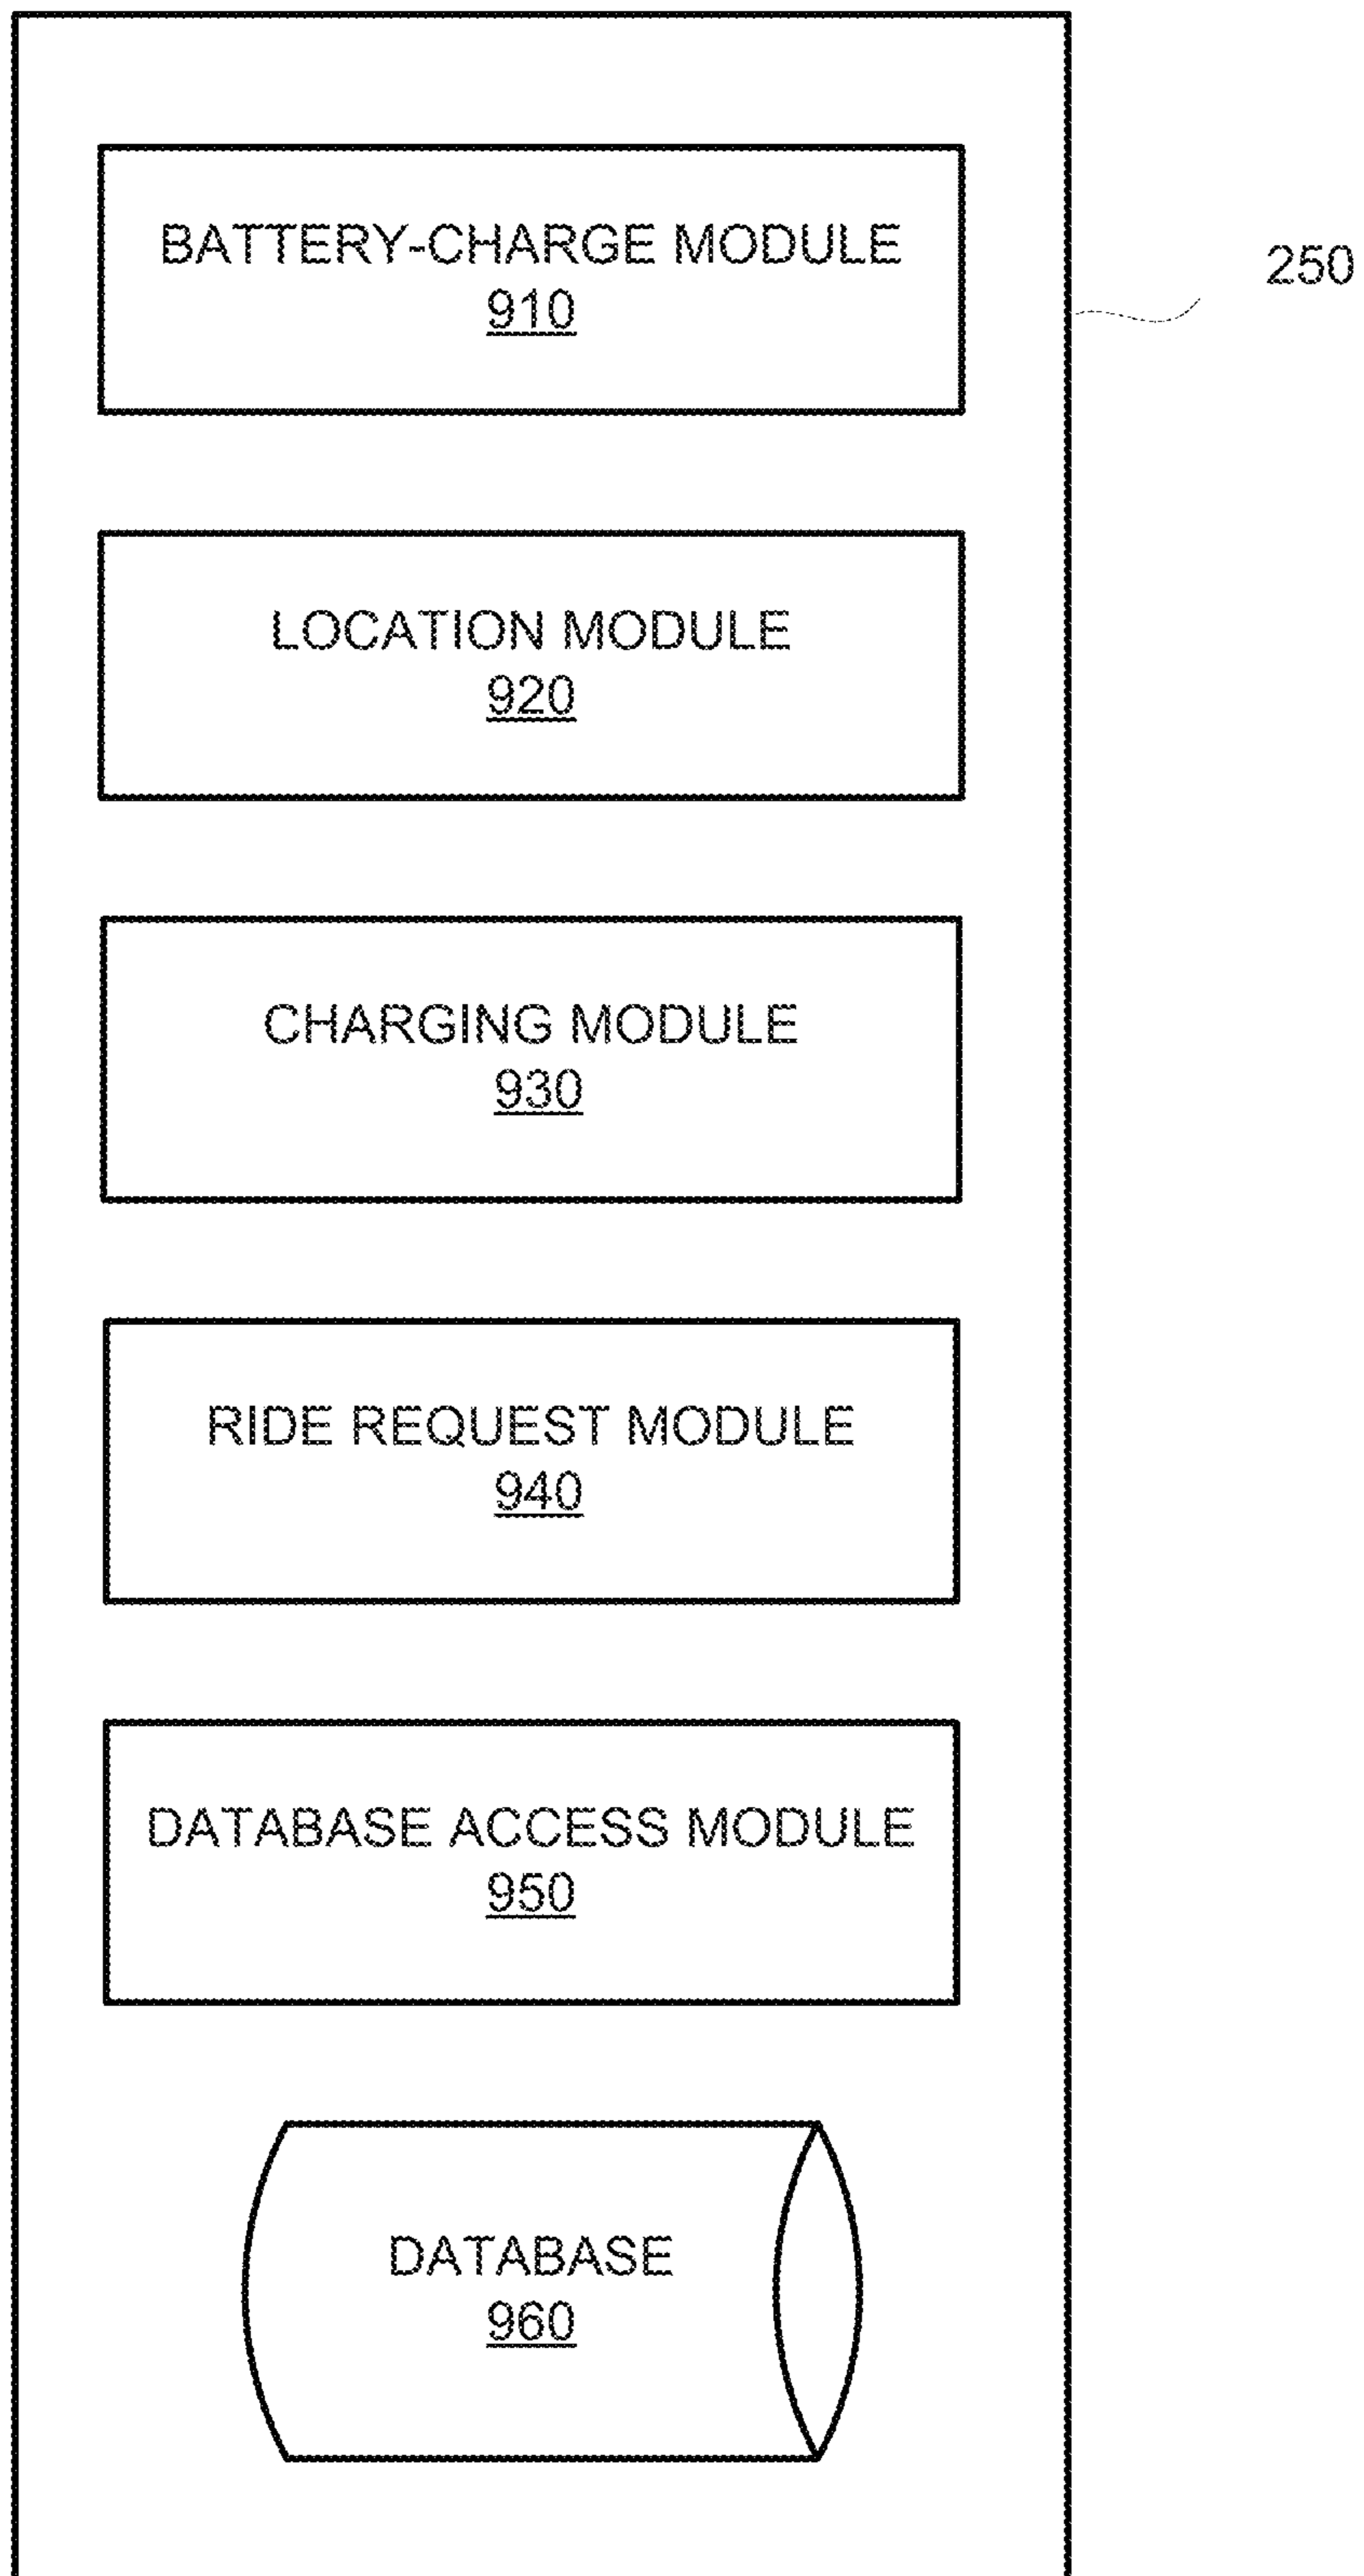 BATTERY-CHARGE MODULE
910
250
LOCATION MODULE
920
CHARGING MODULE
930
RIDE REQUEST MODULE
940
DATABASE ACCESS MODULE
950
DATABASE
960